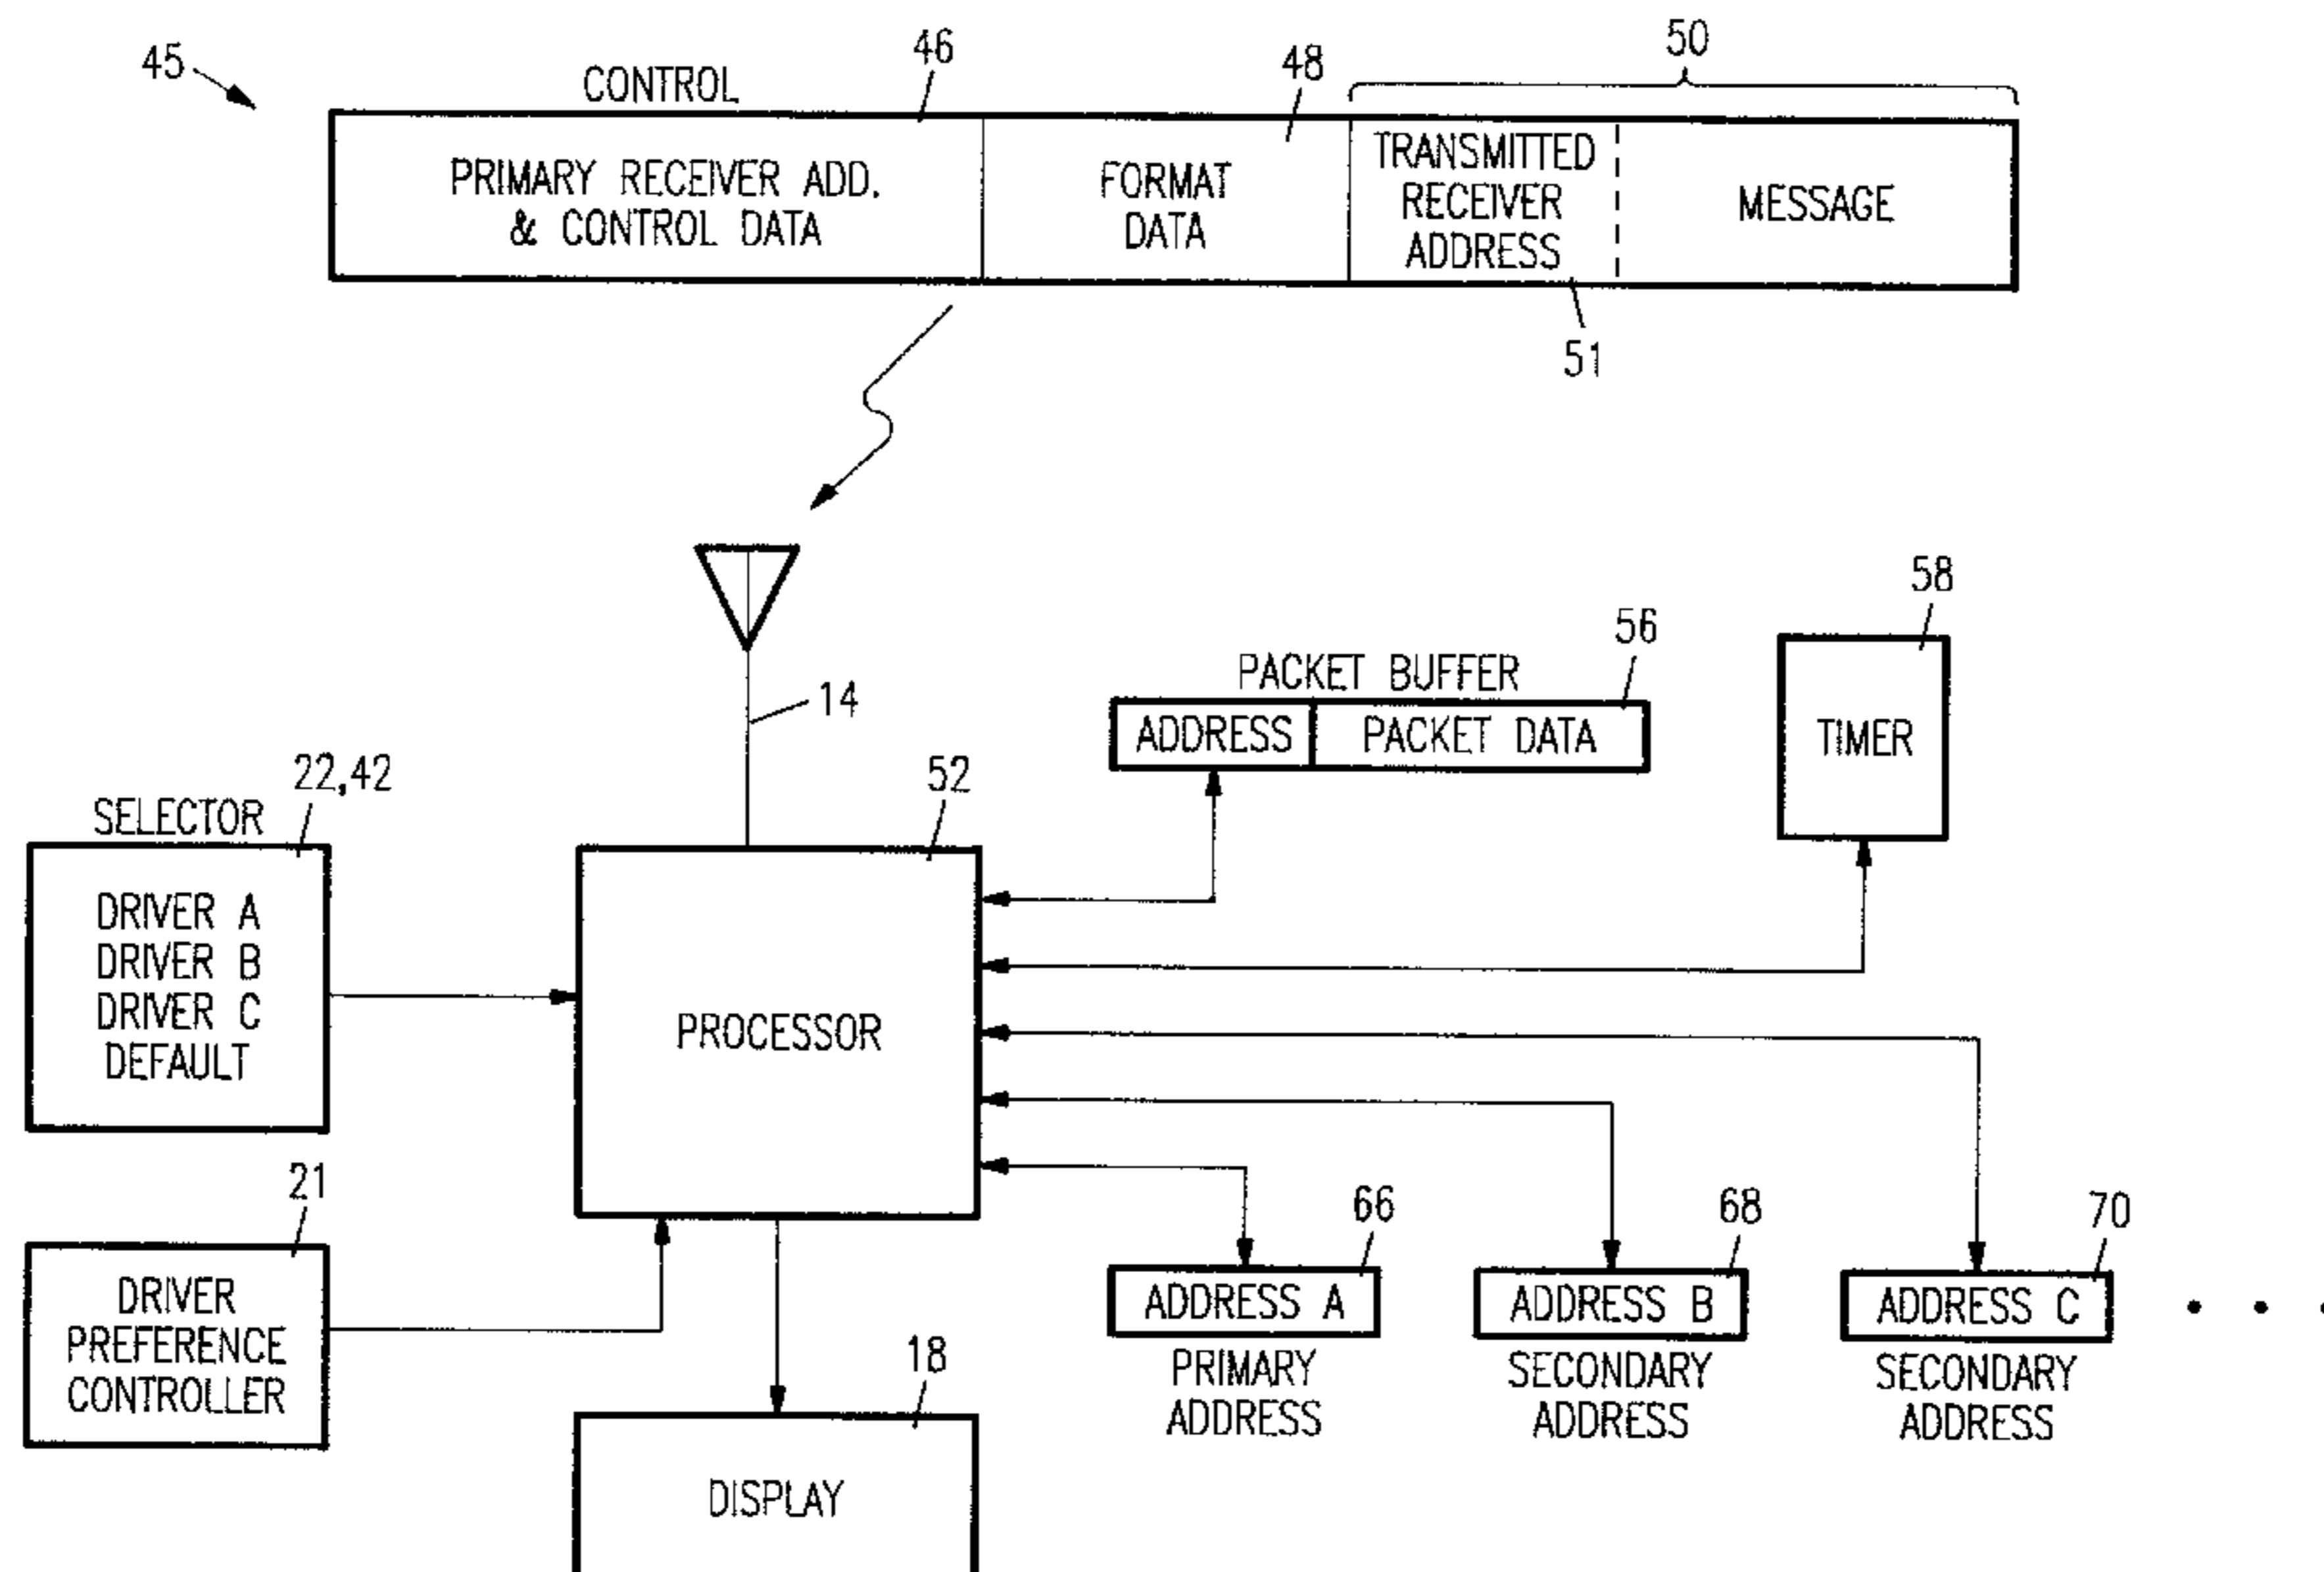 45
CONTROL
46
48
50
PRIMARY RECEIVER ADD.
& CONTROL DATA
FORMAT
DATA
TRANSMITTED
RECEIVER
ADDRESS
MESSAGE
51
14
PACKET BUFFER
56
ADDRESS
PACKET DATA
58
TIMER
SELECTOR
22,42
DRIVER A
DRIVER B
DRIVER C
DEFAULT
52
PROCESSOR
21
DRIVER
PREFERENCE
CONTROLLER
18
DISPLAY
66
ADDRESS A
PRIMARY
ADDRESS
68
ADDRESS B
SECONDARY
ADDRESS
70
ADDRESS C
SECONDARY
ADDRESS
• • •